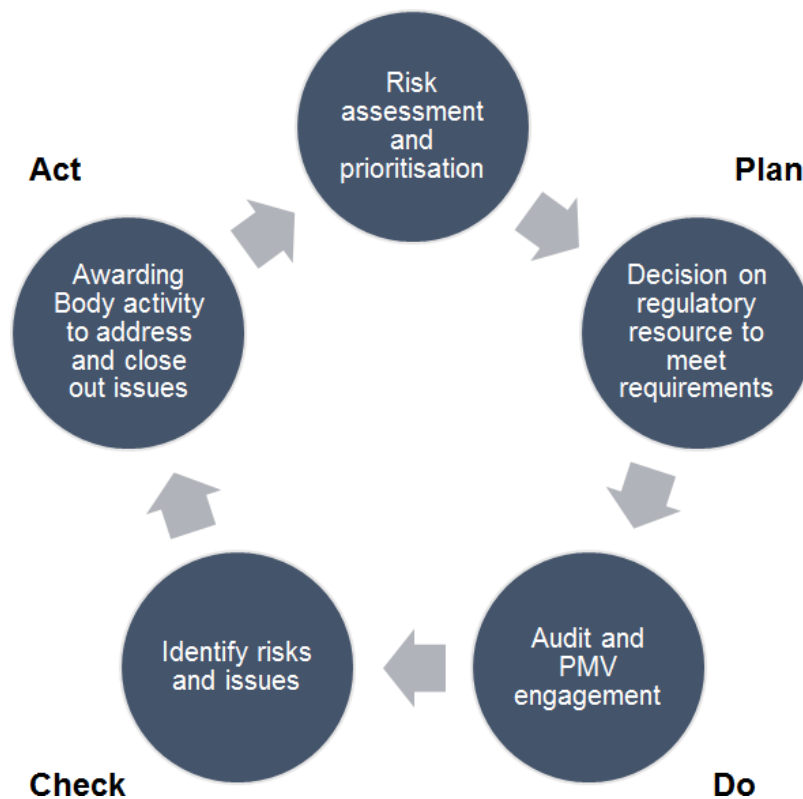 Risk
assessment
and
prioritisation
Act
Plan
Awarding
Body activity
to address
and close
out issues
Decision on
regulatory
resource to
meet
requirements
Identify risks
and issues
Audit and
PMV
engagement
Check
Do